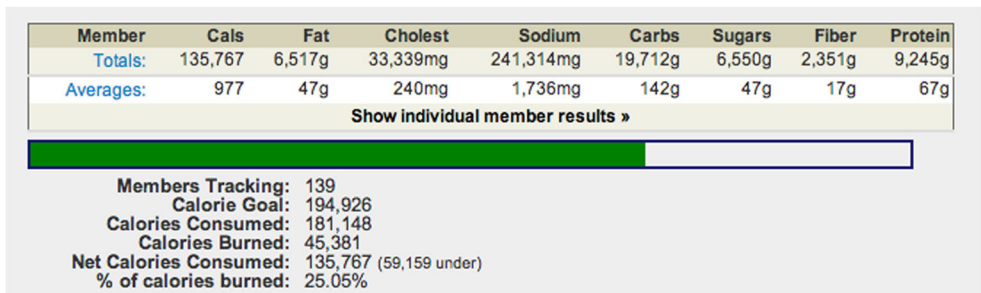 Member Cals Fat Cholest Sodium Carbs Sugars Fiber Protein
Totals: 135,767 6,517g 33,339mg 241,314mg 19,712g 6,550g 2,351g 9,245g
Averages: 977 47g 240mg 1,736mg 142g 47g 17g 67g
Show individual member results »
Members Tracking: 139
Calorie Goal: 194,926
Calories Consumed: 181,148
Calories Burned: 45,381
Net Calories Consumed: 135,767 (59,159 under)
% of calories burned: 25.05%